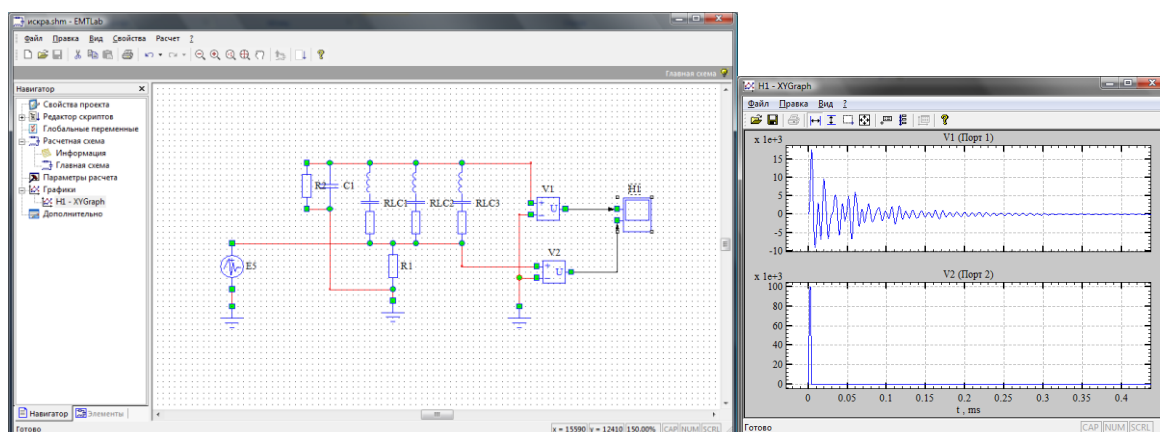 искра.shm - EMTLab
Файл Правка Вид Свойства Расчет ?
Главная схема
Навигатор
Свойства проекта
Редактор скриптов
Глобальные переменные
Расчетная схема
Информация
Главная схема
Параметры расчета
Графики
H1 - XYGraph
Дополнительно
R2 C1 RLC1 RLC2 RLC3
V1 H1
U
V2
U
E5 R1
Навигатор Элементы
Готово x = 15590 y = 12410 150.00% CAP NUM SCRL
H1 - XYGraph
Файл Правка Вид ?
x 1e+3 V1 (Порт 1)
15
10
5
0
-5
-10
x 1e+3 V2 (Порт 2)
100
80
60
40
20
0
0 0.05 0.1 0.15 0.2 0.25 0.3 0.35 0.4
t , ms
Готово CAP NUM SCRL